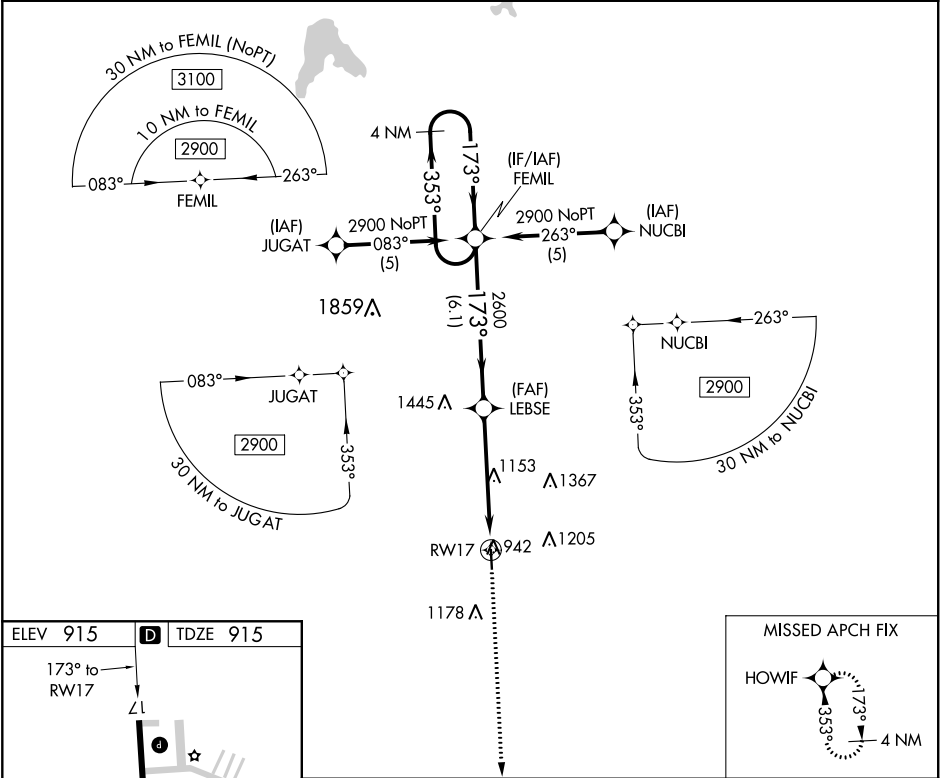 30 NM to FEMIL (NoPT)
3100
10 NM to FEMIL
2900
083°
263°
FEMIL
4 NM
173°
353°
(IF/IAF)
FEMIL
(IAF)
JUGAT
2900 NoPT
083°
(5)
2900 NoPT
263°
(5)
(IAF)
NUCBI
1859
2600
173°
(6.1)
083°
JUGAT
2900
353°
30 NM to JUGAT
1445
(FAF)
LEBSE
263°
NUCBI
2900
353°
30 NM to NUCBI
1153
1367
RW17
942
1205
1178
ELEV 915
D
TDZE 915
173° to
RW17
17
P
MISSED APCH FIX
HOWIF
353°
173°
4 NM